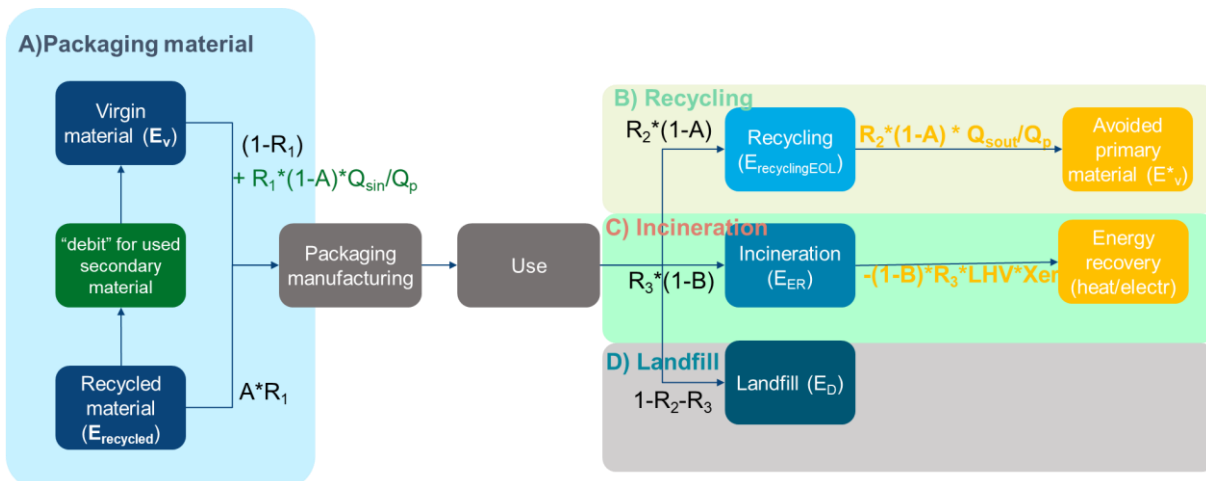 A)Packaging material
Virgin
material (Ev)
(1-R1)
+ R1*(1-A)*Qsin/Qp
"debit" for used
secondary
material
Recycled
material
(Erecycled)
A*R1
Packaging
manufacturing
Use
B) Recycling
R2*(1-A)
Recycling
(ErecyclingEOL)
R2*(1-A) * Qsout/Qp
Avoided
primary
material (E*v)
C) Incineration
R3*(1-B)
Incineration
(EER)
-(1-B)*R3*LHV*Xer
Energy
recovery
(heat/electr)
D) Landfill
1-R2-R3
Landfill (ED)